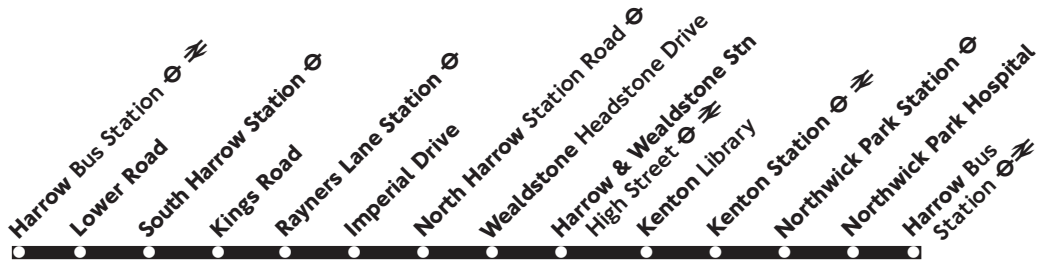 Harrow Bus Station
Lower Road
South Harrow Station
Kings Road
Rayners Lane Station
Imperial Drive
North Harrow Station Road
Wealdstone Headstone Drive
Harrow & Wealdstone Stn
High Street
Kenton Library
Kenton Station
Northwick Park Station
Northwick Park Hospital
Harrow Bus
Station